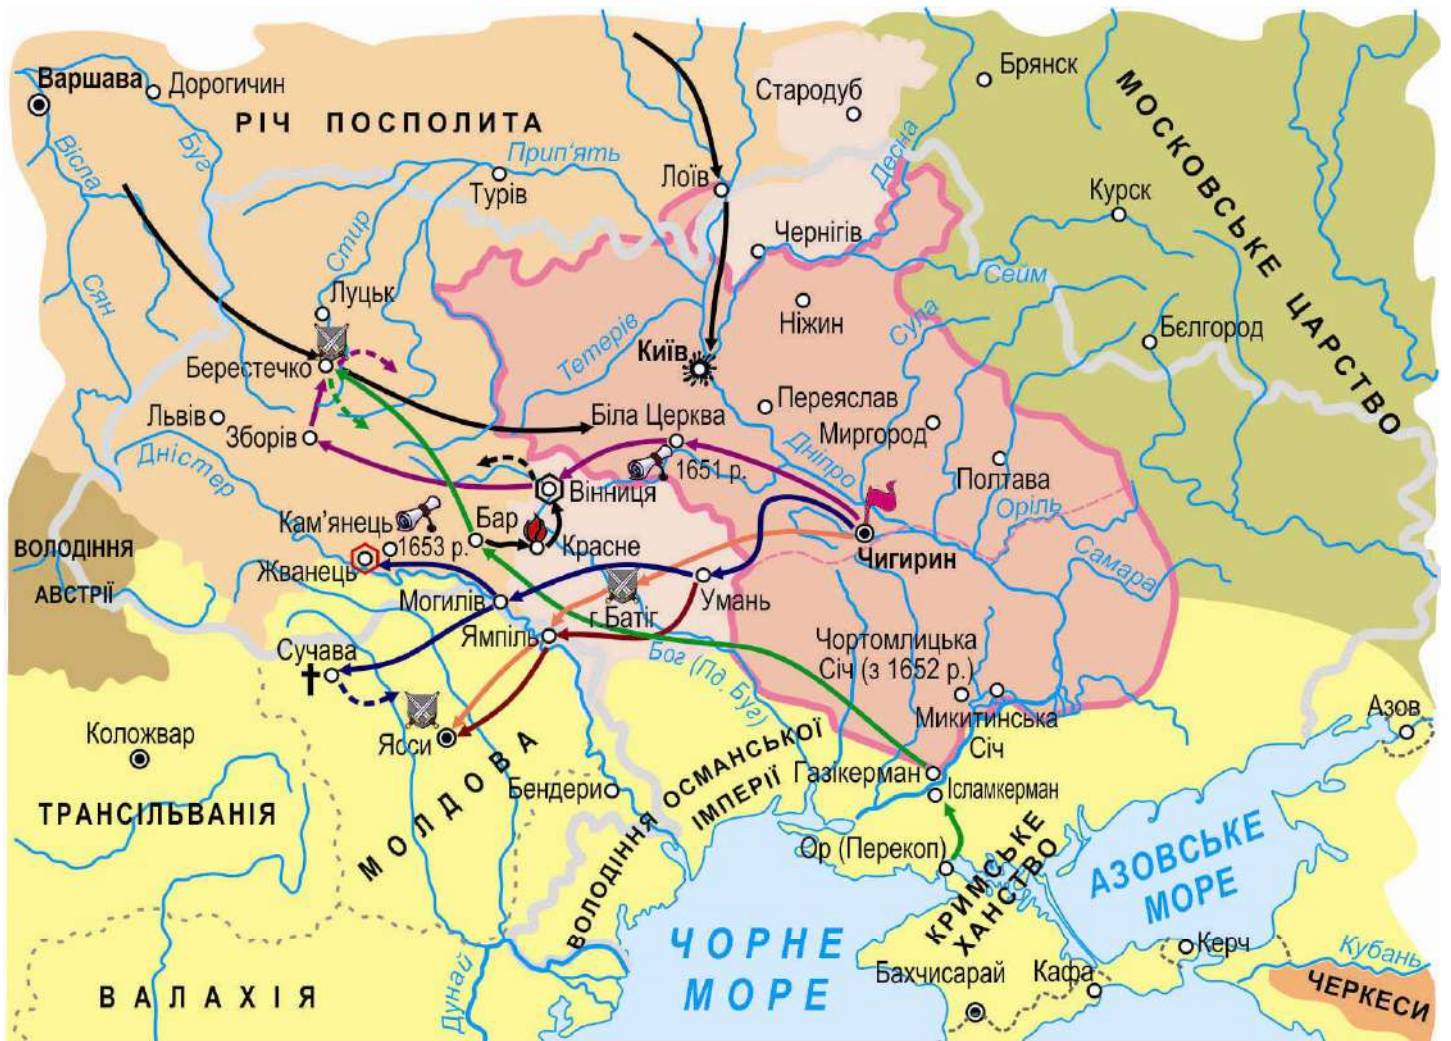 Варшава
Дорогичин
РІЧ ПОСПОЛИТА
Стародуб
Брянск
МОСКОВСЬКЕ ЦАРСТВО
Вісла
Буг
Прип'ять
Турів
Лоїв
Десна
Курск
Чернігів
Сейм
Стир
Сян
Луцьк
Ніжин
Сула
Бєлгород
Тетерів
Київ
Берестечко
Львів
Зборів
Біла Церква
1651 р.
Переяслав
Миргород
Дністер
Дніпро
Полтава
Оріль
Вінниця
Кам'янець
1653 р.
Бар
Красне
Чигирин
Самара
ВОЛОДІННЯ
АВСТРІЇ
Жванець
Могилів
г.Батіг
Умань
Ямпіль
Сучава
Бог (Пд. Буг)
Чортомлицька
Січ (з 1652 р.)
Микитинська
Січ
Азов
Коложвар
Ясси
МОЛДОВА
Бендери
ВОЛОДІННЯ ОСМАНСЬКОЇ
ІМПЕРІЇ
Газікерман
Ісламкерман
ТРАНСІЛЬВАНІЯ
Ор (Перекоп)
КРИМСЬКЕ
ХАНСТВО
АЗОВСЬКЕ
МОРЕ
ЧОРНЕ
МОРЕ
Бахчисарай
Кафа
Керч
Кубань
ЧЕРКЕСИ
Дунай
ВАЛАХІЯ